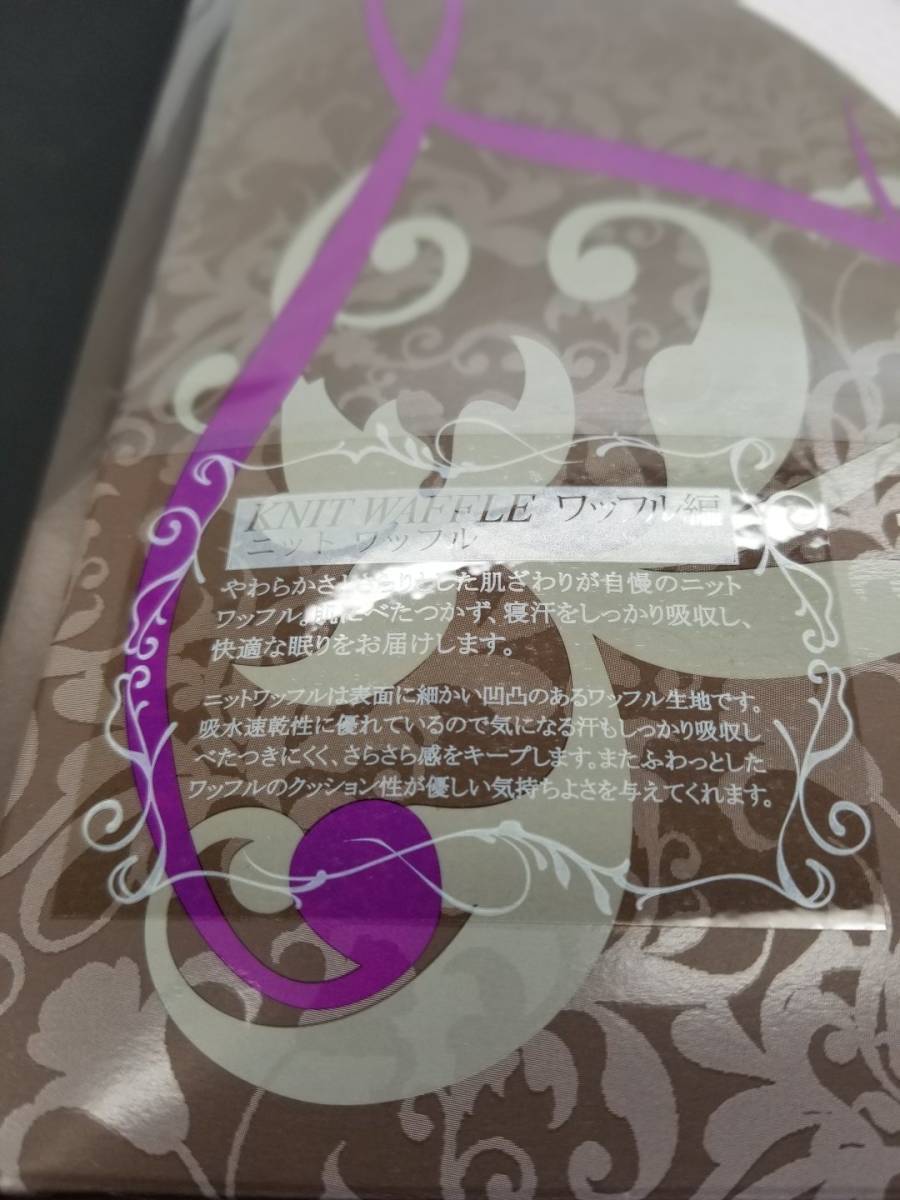 KNIT WAFFLE ワッフル編
ニット ワッフル
やわらかさとさらりとした肌ざわりが自慢のニット
ワッフル。肌にべたつかず、寝汗をしっかり吸収し、
快適な眠りをお届けします。
ニットワッフルは表面に細かい凹凸のあるワッフル生地です。
吸水速乾性に優れているので気になる汗もしっかり吸収し
べたつきにくく、さらさら感をキープします。またふわっとした
ワッフルのクッション性が優しい気持ちよさを与えてくれます。